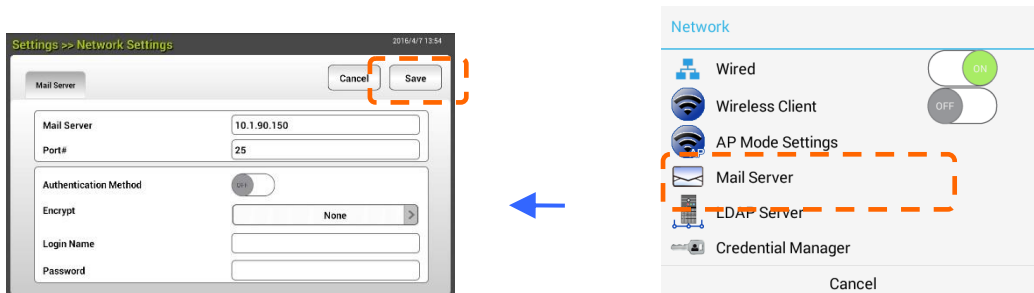 Settings >> Network Settings
2016/4/7 13:54
Mail Server
Cancel
Save
Mail Server
10.1.90.150
Port#
25
Authentication Method
OFF
Encrypt
None
>
Login Name
Password
Network
Wired
ON
Wireless Client
OFF
AP Mode Settings
AP
Mail Server
LDAP Server
Credential Manager
Cancel